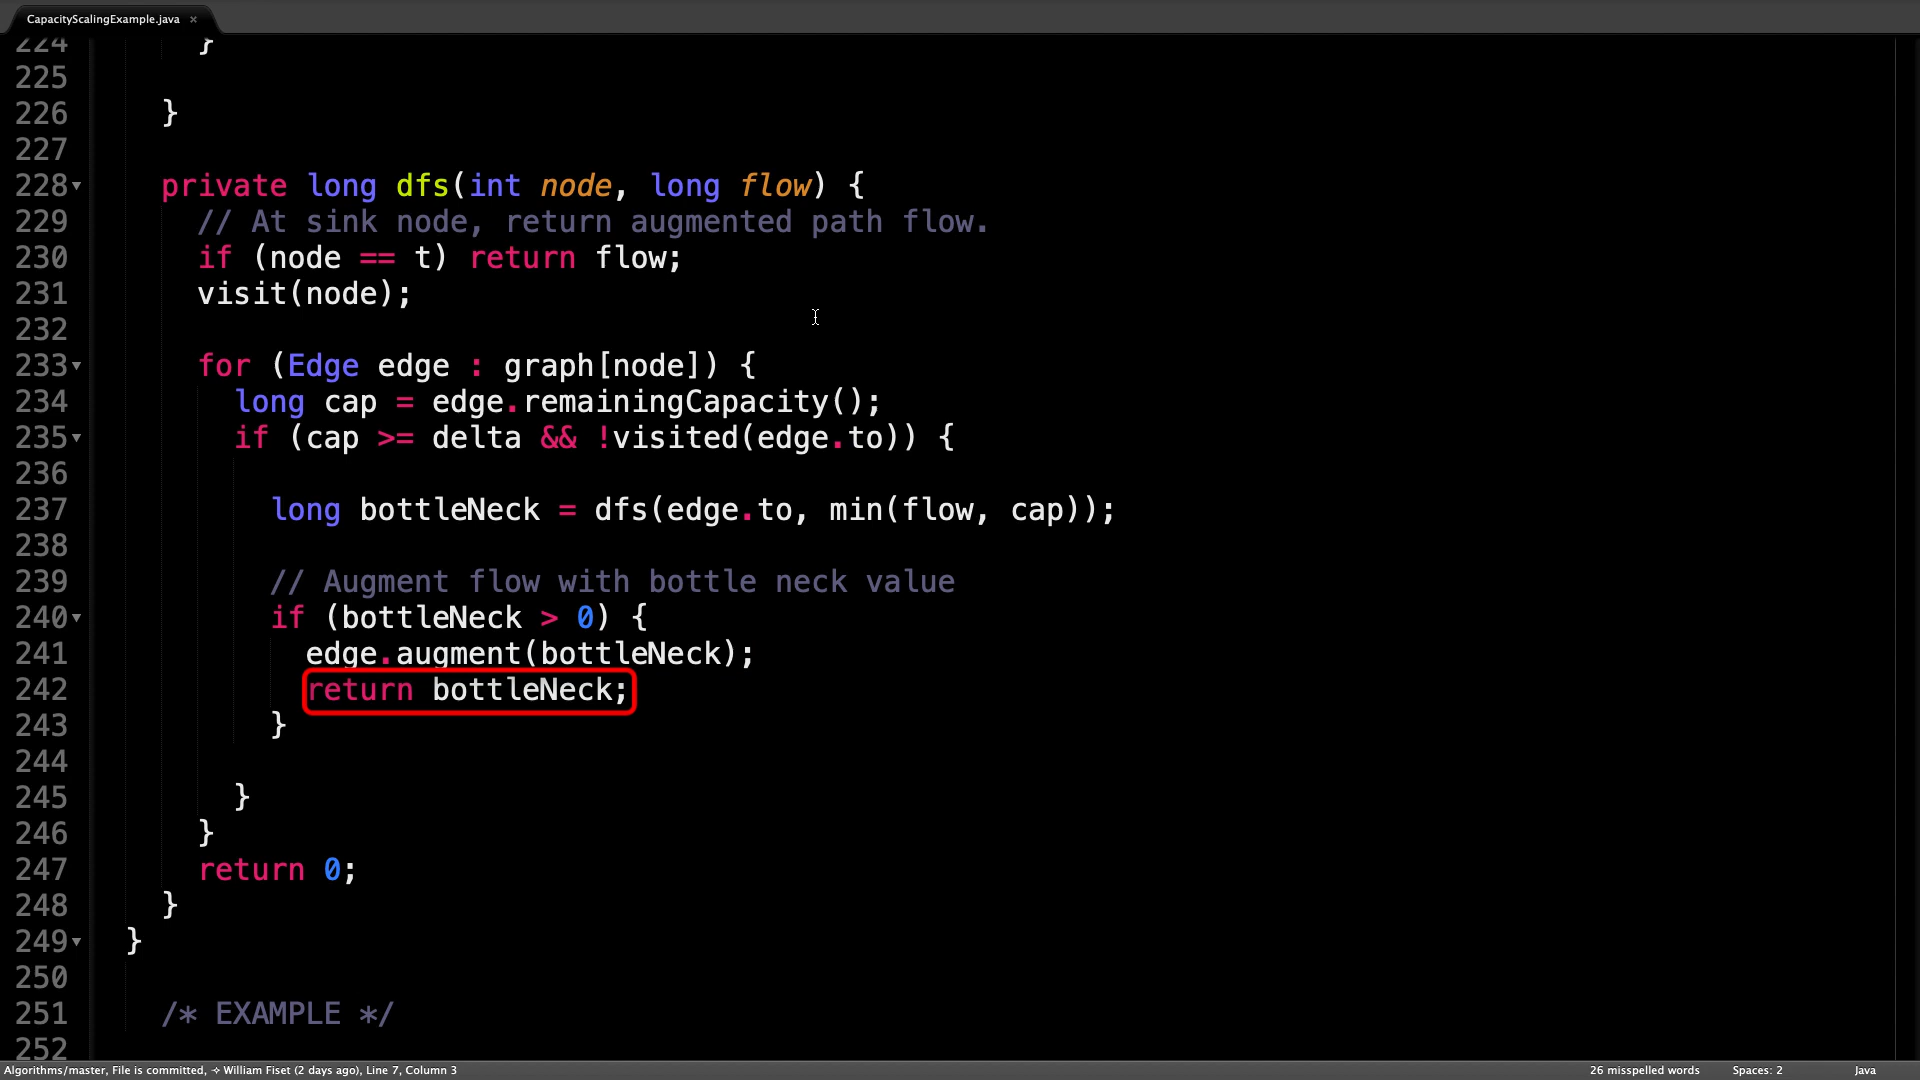 CapacityScalingExample.java ×
224 }
225
226 }
227
228 private long dfs(int node, long flow) {
229 // At sink node, return augmented path flow.
230 if (node == t) return flow;
231 visit(node);
232
233 for (Edge edge : graph[node]) {
234 long cap = edge.remainingCapacity();
235 if (cap >= delta && !visited(edge.to)) {
236
237 long bottleNeck = dfs(edge.to, min(flow, cap));
238
239 // Augment flow with bottle neck value
240 if (bottleNeck > 0) {
241 edge.augment(bottleNeck);
242 return bottleNeck;
243 }
244
245 }
246 }
247 return 0;
248 }
249 }
250
251 /* EXAMPLE */
252
Algorithms/master, File is committed, ✧ William Fiset (2 days ago), Line 7, Column 3 26 misspelled words Spaces: 2 Java